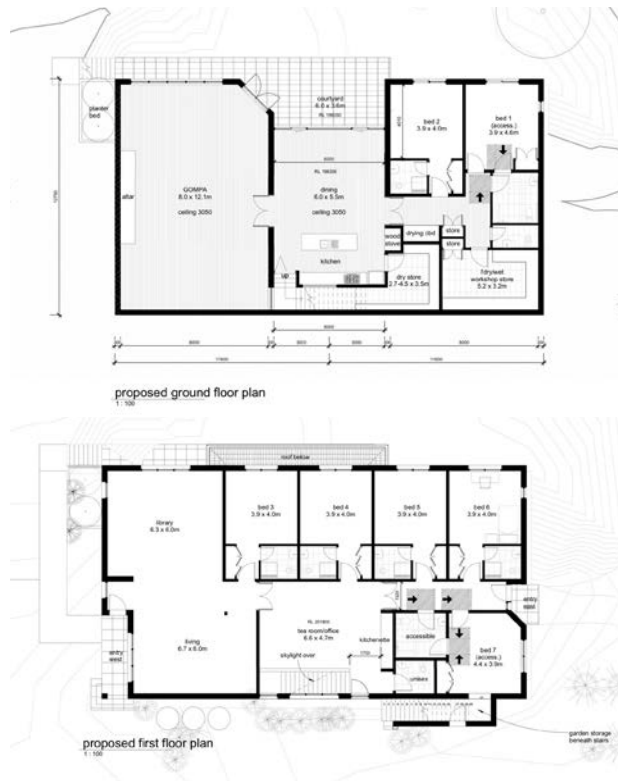 courtyard
6.0 x 3.6m
planter
bed
bed 2
3.9 x 4.0m
bed 1
(access.)
3.9 x 4.6m
GOMPA
8.0 x 12.1m
ceiling 3050
altar
dining
6.0 x 5.5m
ceiling 3050
kitchen
wood
stove
drying cbd
store
store
up
dry store
2.7-4.5 x 3.5m
workshop store
5.2 x 3.2m
proposed ground floor plan
1 : 100
roof below
library
6.3 x 6.0m
bed 3
3.9 x 4.0m
bed 4
3.9 x 4.0m
bed 5
3.9 x 4.0m
bed 6
3.9 x 4.0m
entry
east
living
6.7 x 6.0m
entry
west
tea room/office
6.6 x 4.7m
skylight over
kitchenette
accessible
unisex
bed 7
(access.)
4.4 x 3.9m
garden storage
beneath stairs
proposed first floor plan
1 : 100